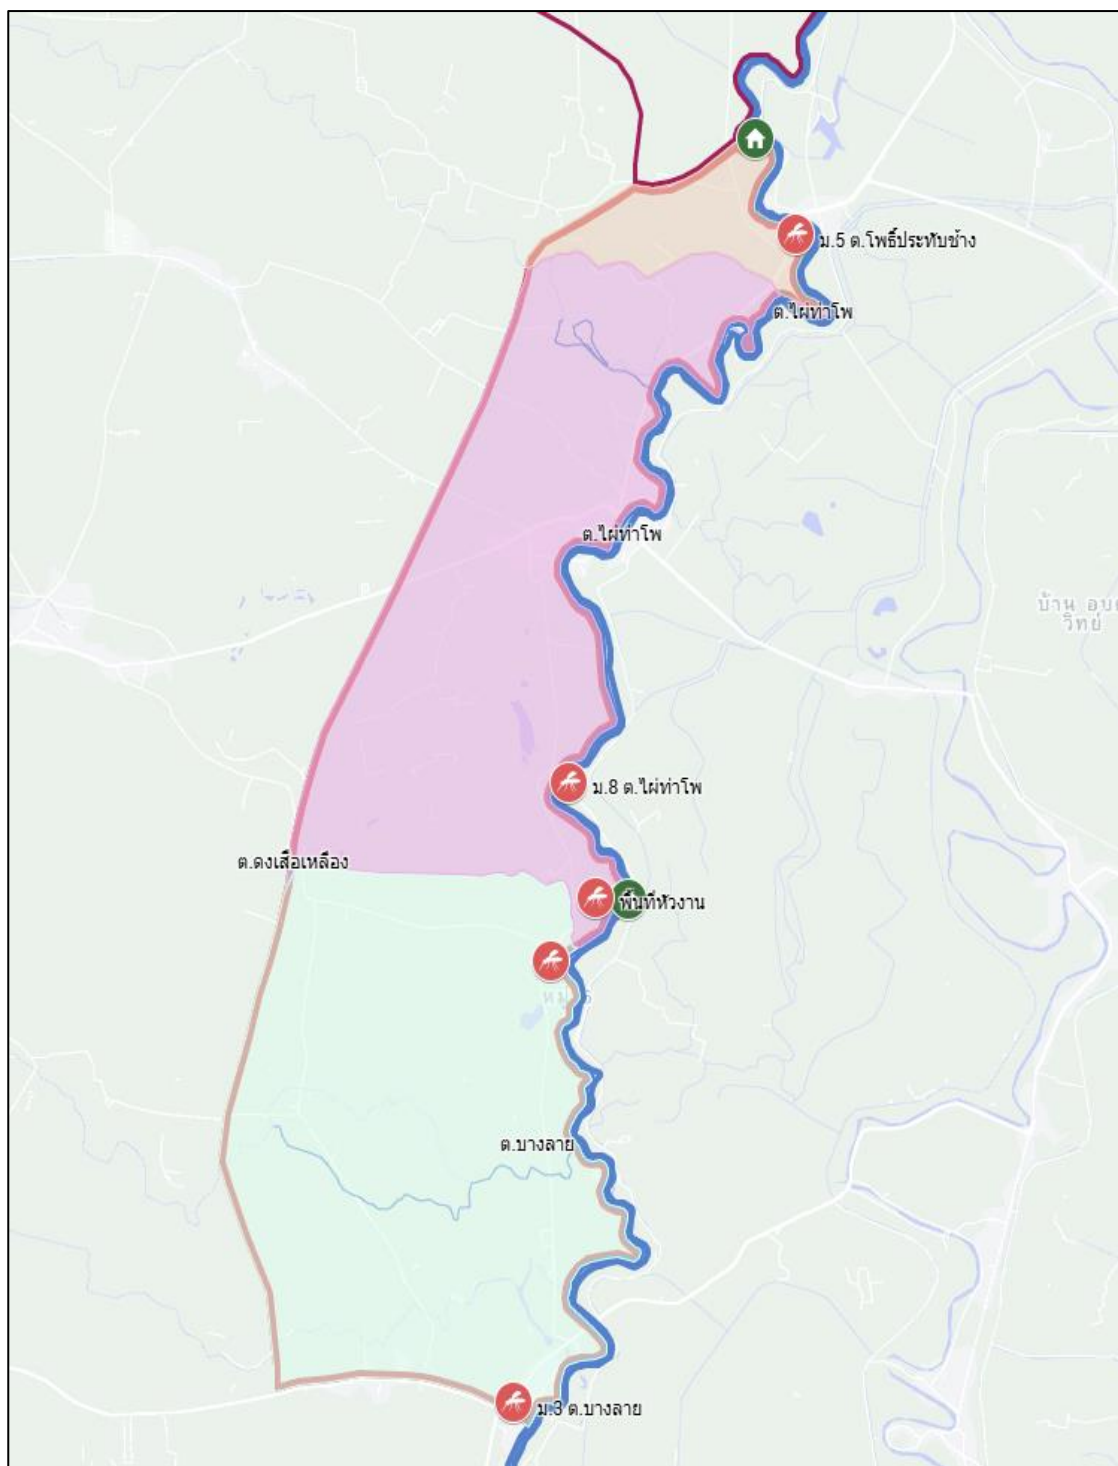 ม.5 ต.โพธิ์ประทับช้าง
ต.ไผ่ท่าโพ
ต.ไผ่ท่าโพ
บ้าน
วิทย์
ม.8 ต.ไผ่ท่าโพ
ต.ดงเสือเหลือง
พื้นที่หัวงาน
ต.บางลาย
ม.3 ต.บางลาย